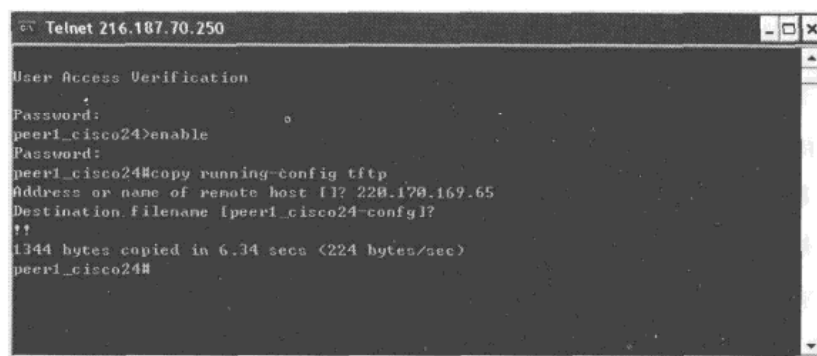 Telnet 216.187.70.250
User Access Verification
Password:
peer1_cisco24>enable
Password:
peer1_cisco24#copy running-config tftp
Address or name of remote host []? 220.170.169.65
Destination filename [peer1_cisco24-confg]?
!!
1344 bytes copied in 6.34 secs (224 bytes/sec)
peer1_cisco24#